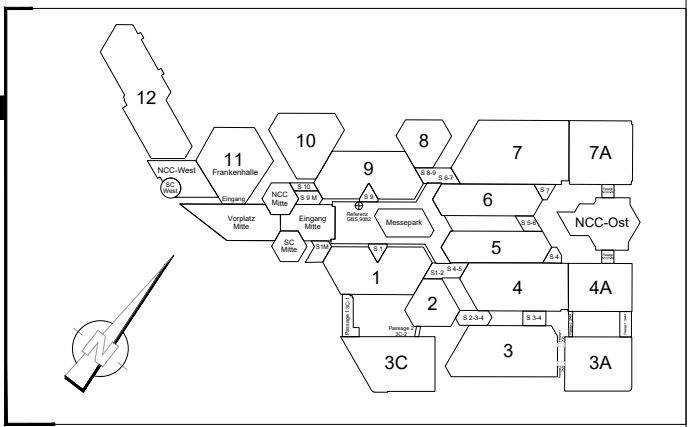 12
NCC-West
SC
West
11
Frankenhalle
Eingang
Vorplatz
Mitte
10
NCC
Mitte
S 10
S 9 M
Eingang
Mitte
SC
Mitte
S1M
9
S 9
Referenz
GBS 9082
Messepark
8
S 8-9
S 6-7
7
7A
S 7
6
S 5-6
NCC-Ost
5
S 4
S 1
1
S1-2
S 4-5
4
4A
2
S 2-3-4
S 3-4
Passage 1 3C-1
Passage 2
3C-2
3C
3
3A
N